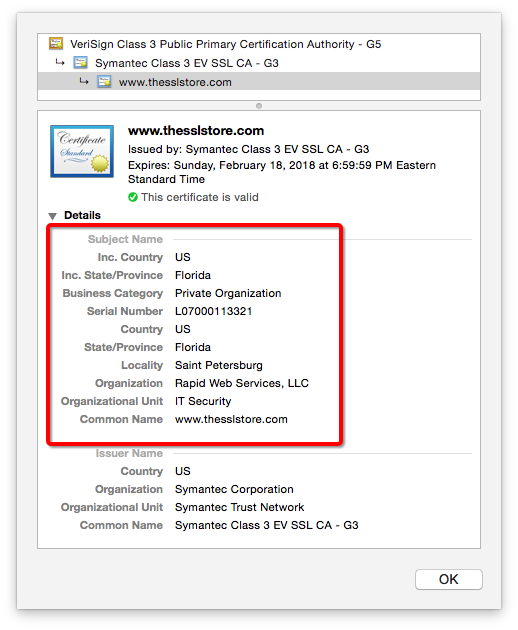 VeriSign Class 3 Public Primary Certification Authority - G5
Symantec Class 3 EV SSL CA - G3
www.thesslstore.com
Certificate
Standard
www.thesslstore.com
Issued by: Symantec Class 3 EV SSL CA - G3
Expires: Sunday, February 18, 2018 at 6:59:59 PM Eastern
Standard Time
This certificate is valid
Details
Subject Name
Inc. Country US
Inc. State/Province Florida
Business Category Private Organization
Serial Number L07000113321
Country US
State/Province Florida
Locality Saint Petersburg
Organization Rapid Web Services, LLC
Organizational Unit IT Security
Common Name www.thesslstore.com
Issuer Name
Country US
Organization Symantec Corporation
Organizational Unit Symantec Trust Network
Common Name Symantec Class 3 EV SSL CA - G3
OK